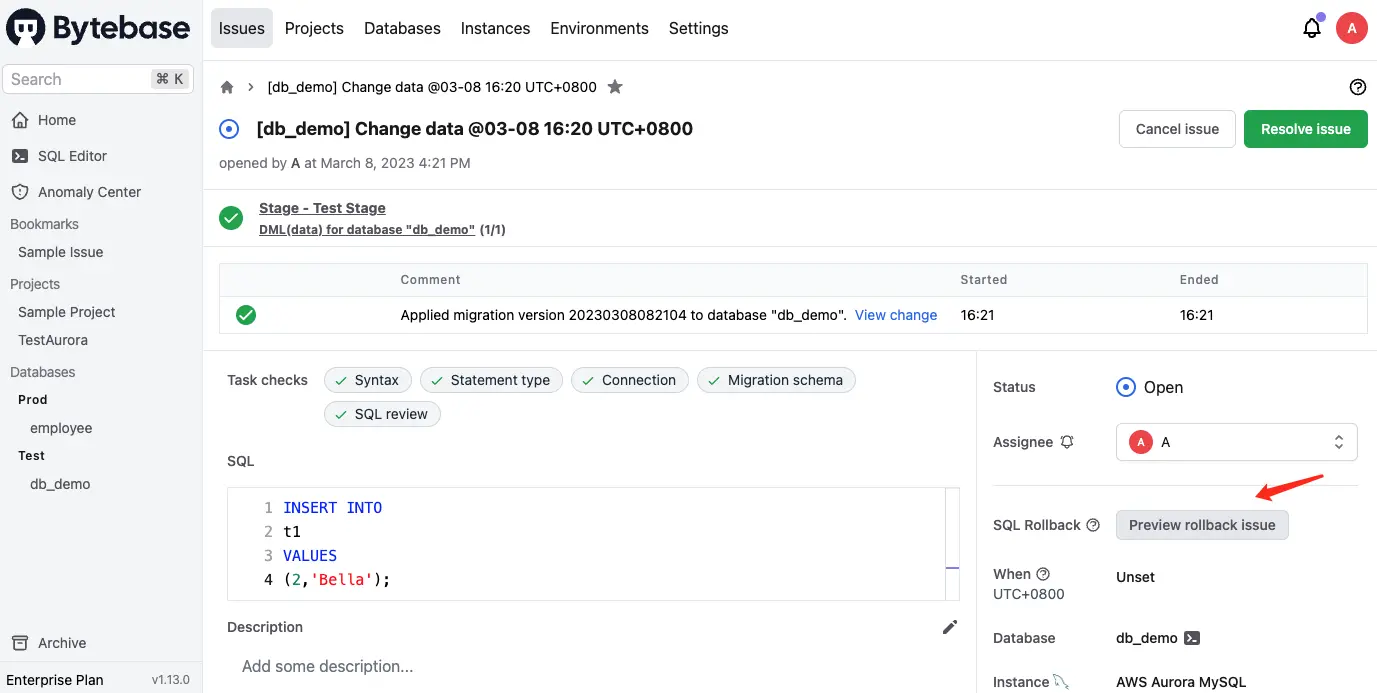 Bytebase
Search ⌘ K
Home
SQL Editor
Anomaly Center
Bookmarks
Sample Issue
Projects
Sample Project
TestAurora
Databases
Prod
employee
Test
db_demo
Archive
Enterprise Plan v1.13.0
Issues Projects Databases Instances Environments Settings
A
[db_demo] Change data @03-08 16:20 UTC+0800
[db_demo] Change data @03-08 16:20 UTC+0800
Cancel issue Resolve issue
opened by A at March 8, 2023 4:21 PM
Stage - Test Stage
DML(data) for database "db_demo" (1/1)
Comment Started Ended
Applied migration version 20230308082104 to database "db_demo". View change 16:21 16:21
Task checks Syntax Statement type Connection Migration schema
SQL review
SQL
1 INSERT INTO
2 t1
3 VALUES
4 (2,'Bella');
Description
Add some description...
Status Open
Assignee A A
SQL Rollback Preview rollback issue
When Unset
UTC+0800
Database db_demo
Instance AWS Aurora MySQL